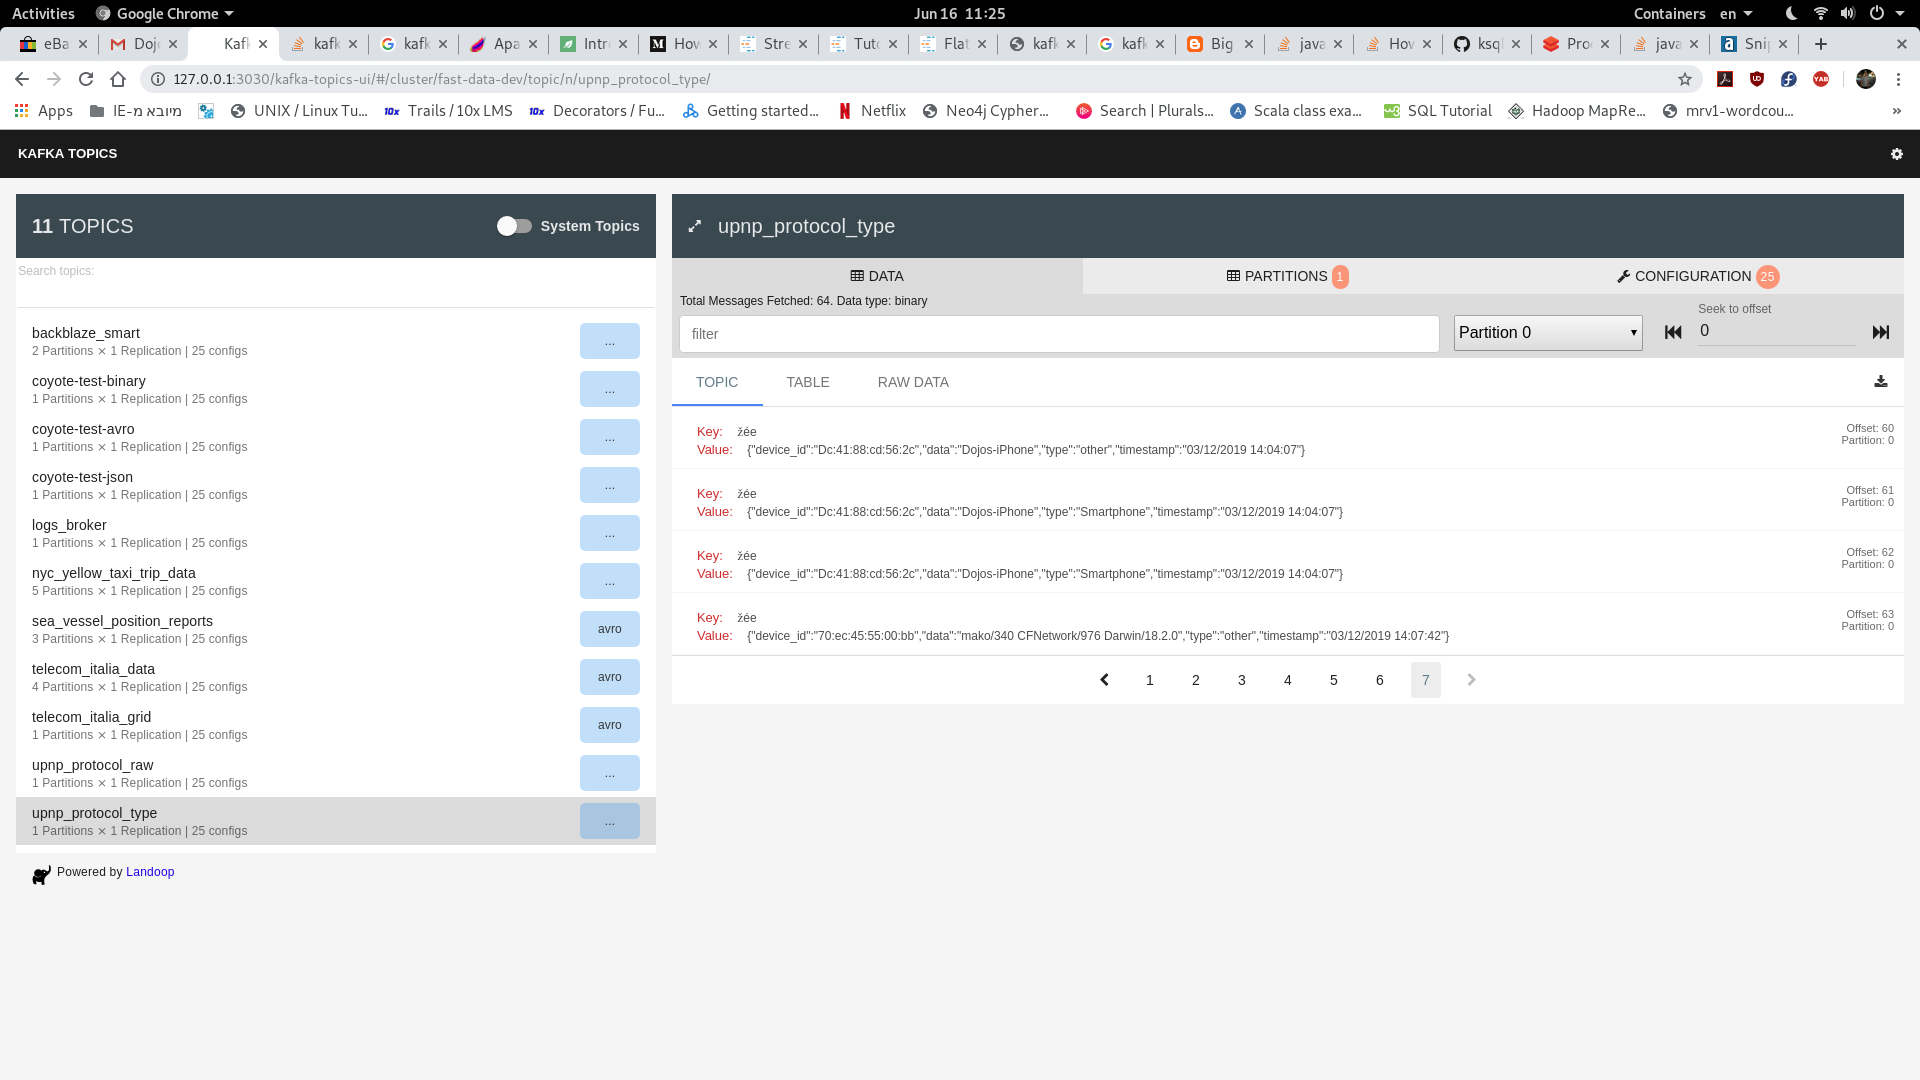 Activities Google Chrome Jun 16 11:25 Containers en
eBa Doj Kafk kafk kafk Apa Intr How Stre Tuto Flat kafk kafk Big java How ksql Pro java Snip
127.0.0.1:3030/kafka-topics-ui/#/cluster/fast-data-dev/topic/n/upnp_protocol_type/
Apps IE-מיובא מ UNIX / Linux Tu... Trails / 10x LMS Decorators / Fu... Getting started... Netflix Neo4j Cypher... Search | Plurals... Scala class exa... SQL Tutorial Hadoop MapRe... mrv1-wordcou... »
KAFKA TOPICS
11 TOPICS
System Topics
Search topics:
backblaze_smart
2 Partitions × 1 Replication | 25 configs
...
coyote-test-binary
1 Partitions × 1 Replication | 25 configs
...
coyote-test-avro
1 Partitions × 1 Replication | 25 configs
...
coyote-test-json
1 Partitions × 1 Replication | 25 configs
...
logs_broker
1 Partitions × 1 Replication | 25 configs
...
nyc_yellow_taxi_trip_data
5 Partitions × 1 Replication | 25 configs
...
sea_vessel_position_reports
3 Partitions × 1 Replication | 25 configs
avro
telecom_italia_data
4 Partitions × 1 Replication | 25 configs
avro
telecom_italia_grid
1 Partitions × 1 Replication | 25 configs
avro
upnp_protocol_raw
1 Partitions × 1 Replication | 25 configs
...
upnp_protocol_type
1 Partitions × 1 Replication | 25 configs
...
Powered by Landoop
upnp_protocol_type
DATA PARTITIONS 1 CONFIGURATION 25
Total Messages Fetched: 64. Data type: binary
filter
Partition 0
Seek to offset
0
TOPIC TABLE RAW DATA
Key: žée
Value: {"device_id":"Dc:41:88:cd:56:2c","data":"Dojos-iPhone","type":"other","timestamp":"03/12/2019 14:04:07"}
Offset: 60
Partition: 0
Key: žée
Value: {"device_id":"Dc:41:88:cd:56:2c","data":"Dojos-iPhone","type":"Smartphone","timestamp":"03/12/2019 14:04:07"}
Offset: 61
Partition: 0
Key: žée
Value: {"device_id":"Dc:41:88:cd:56:2c","data":"Dojos-iPhone","type":"Smartphone","timestamp":"03/12/2019 14:04:07"}
Offset: 62
Partition: 0
Key: žée
Value: {"device_id":"70:ec:45:55:00:bb","data":"mako/340 CFNetwork/976 Darwin/18.2.0","type":"other","timestamp":"03/12/2019 14:07:42"}
Offset: 63
Partition: 0
1 2 3 4 5 6 7